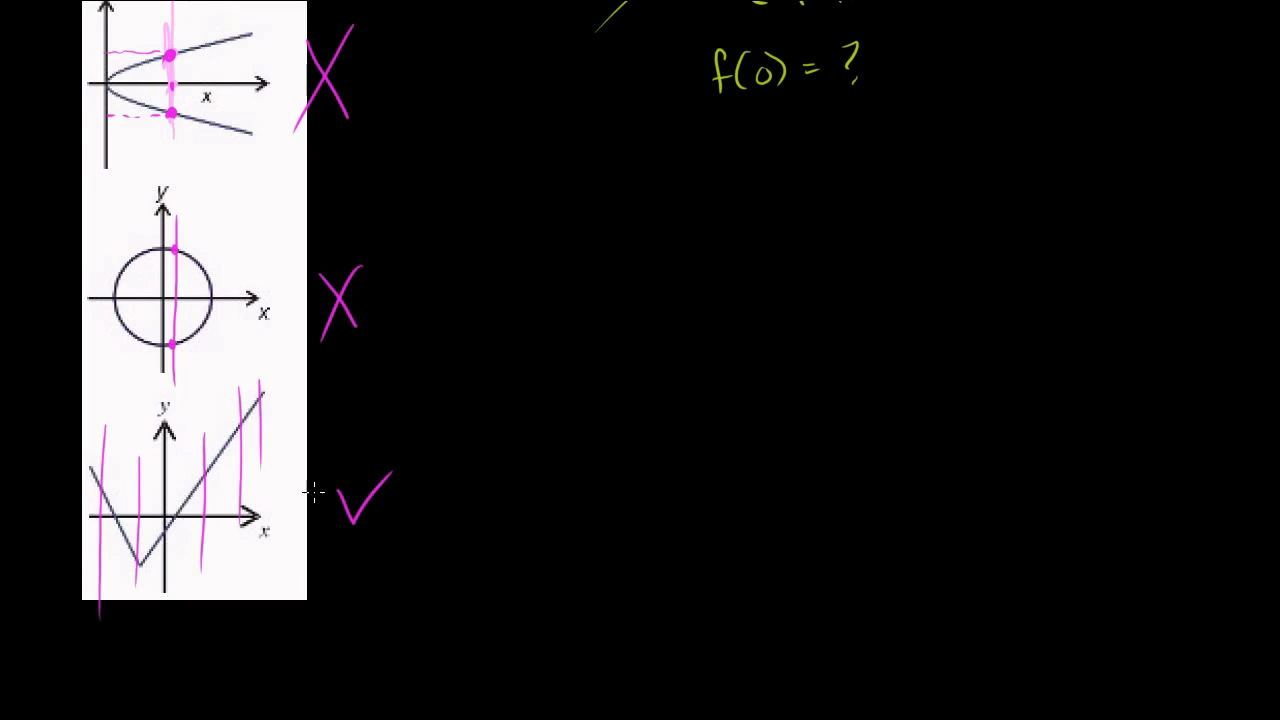 f(0) = ?
x
y
x
y
x